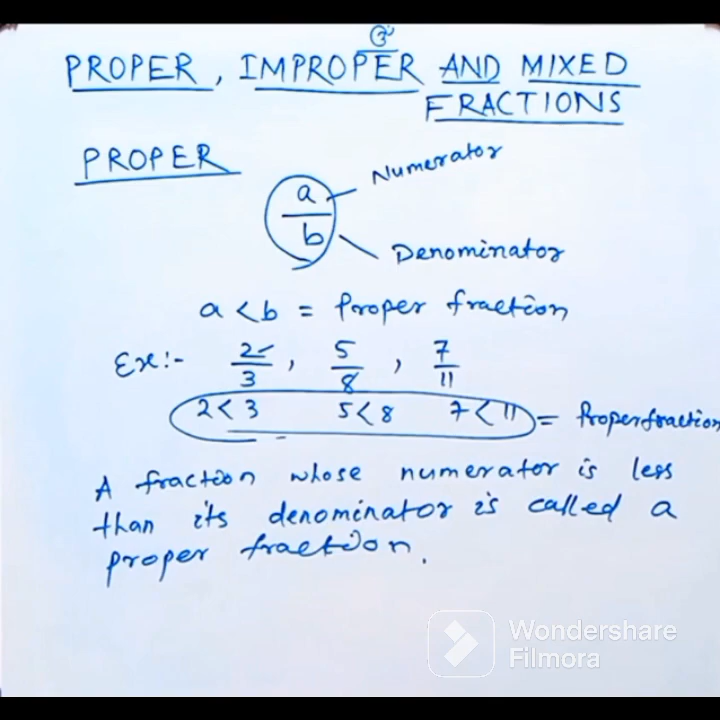 3
PROPER, IMPROPER AND MIXED
FRACTIONS
PROPER
a/b
Numerator
Denominator
a < b = Proper fraction
Ex:- 2/3, 5/8, 7/11
2 < 3 5 < 8 7 < 11 = Properfraction
A fraction whose numerator is less
than its denominator is called a
proper fraction.
Wondershare
Filmora